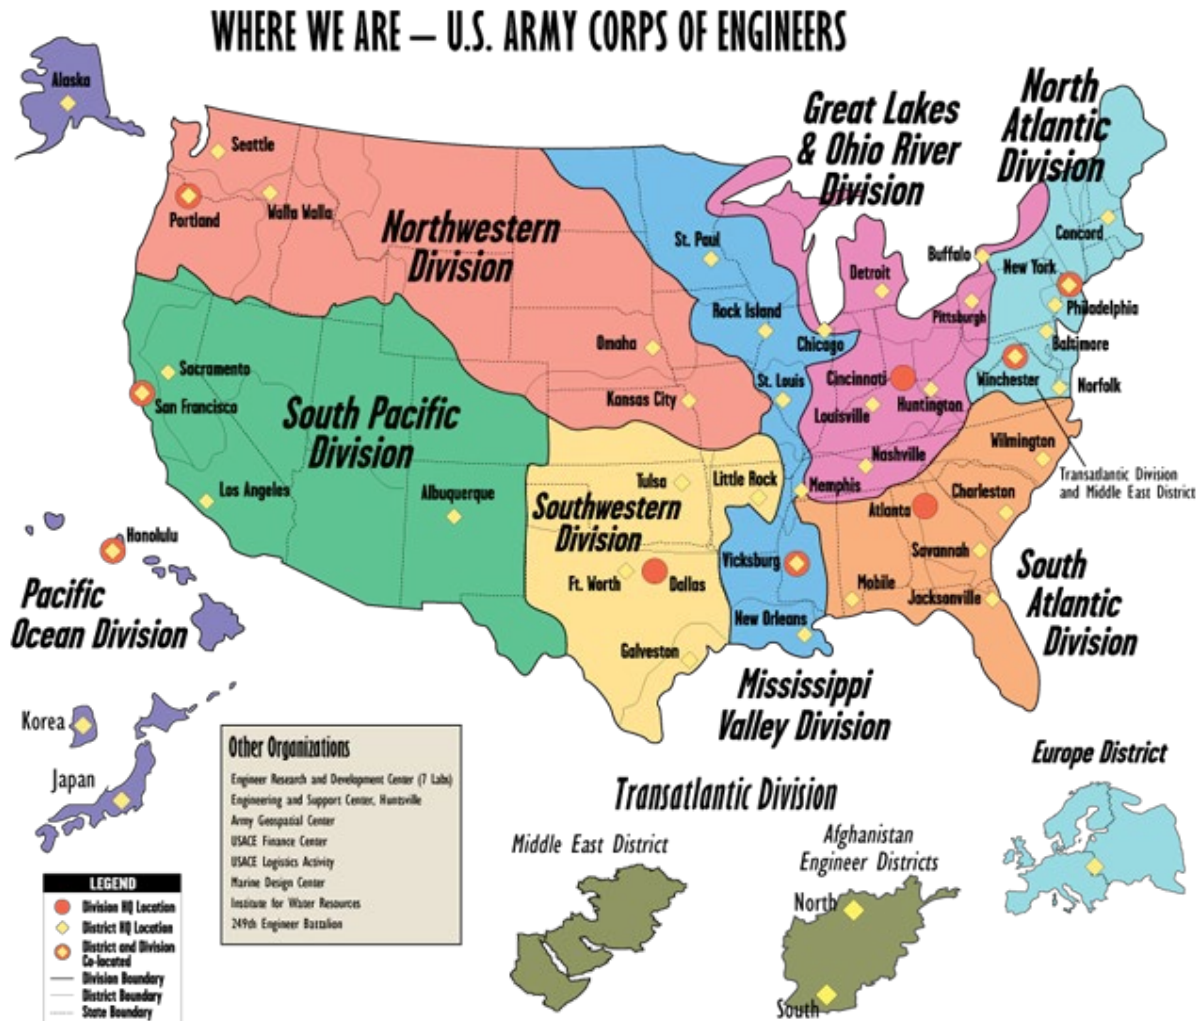 WHERE WE ARE – U.S. ARMY CORPS OF ENGINEERS
Alaska
Seattle
Portland
Walla Walla
Northwestern
Division
Great Lakes
& Ohio River
Division
North
Atlantic
Division
St. Paul
Rock Island
Omaha
Kansas City
St. Louis
Detroit
Buffalo
Chicago
Pittsburgh
Cincinnati
Louisville
Huntington
Nashville
Memphis
Concord
New York
Philadelphia
Baltimore
Winchester
Norfolk
Transatlantic Division
and Middle East District
Sacramento
San Francisco
South Pacific
Division
Los Angeles
Albuquerque
Tulsa
Little Rock
Southwestern
Division
Ft. Worth
Dallas
Galveston
Vicksburg
New Orleans
Mississippi
Valley Division
Wilmington
Charleston
Atlanta
Savannah
Mobile
Jacksonville
South
Atlantic
Division
Honolulu
Pacific
Ocean Division
Korea
Japan
Other Organizations
Engineer Research and Development Center (7 Labs)
Engineering and Support Center, Huntsville
Army Geospatial Center
USACE Finance Center
USACE Logistics Activity
Marine Design Center
Institute for Water Resources
249th Engineer Battalion
Transatlantic Division
Middle East District
Afghanistan
Engineer Districts
North
South
Europe District
LEGEND
Division HQ Location
District HQ Location
District and Division
Co-located
Division Boundary
District Boundary
State Boundary